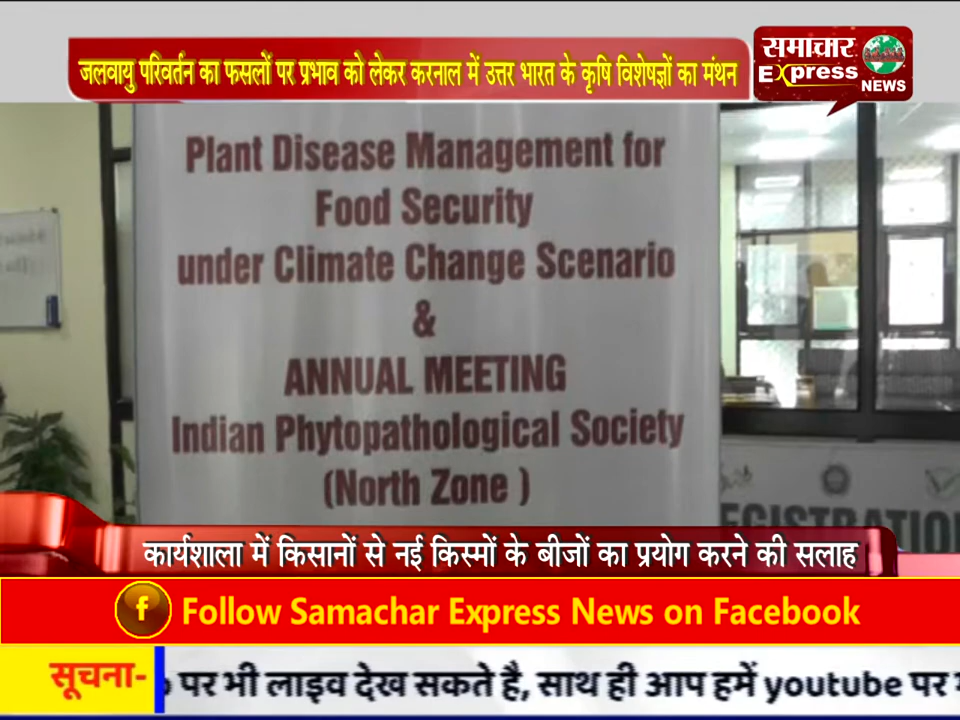 जलवायु परिवर्तन का फसलों पर प्रभाव को लेकर करनाल में उत्तर भारत के कृषि विशेषज्ञों का मंथन
समाचार
Express
NEWS
Plant Disease Management for
Food Security
under Climate Change Scenario
&
ANNUAL MEETING
Indian Phytopathological Society
(North Zone )
EGISTRATION
कार्यशाला में किसानों से नई किस्मों के बीजों का प्रयोग करने की सलाह
f Follow Samachar Express News on Facebook
सूचना- पर भी लाइव देख सकते है, साथ ही आप हमें youtube पर